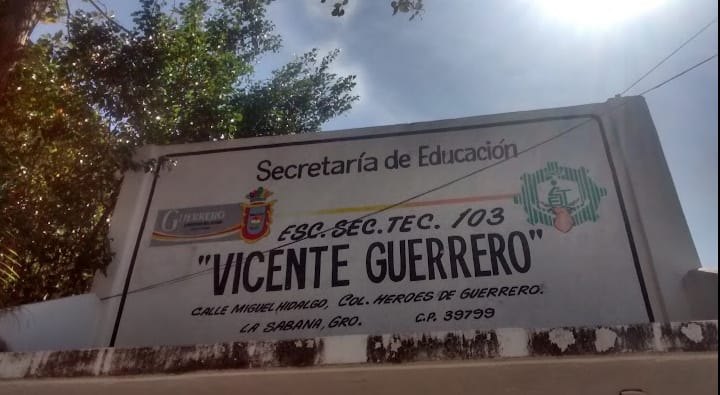 Secretaría de Educación
GUERRERO
ESC. SEC. TEC. 103
"VICENTE GUERRERO"
CALLE MIGUEL HIDALGO, COL. HEROES DE GUERRERO.
LA SABANA, GRO. C.P. 39799